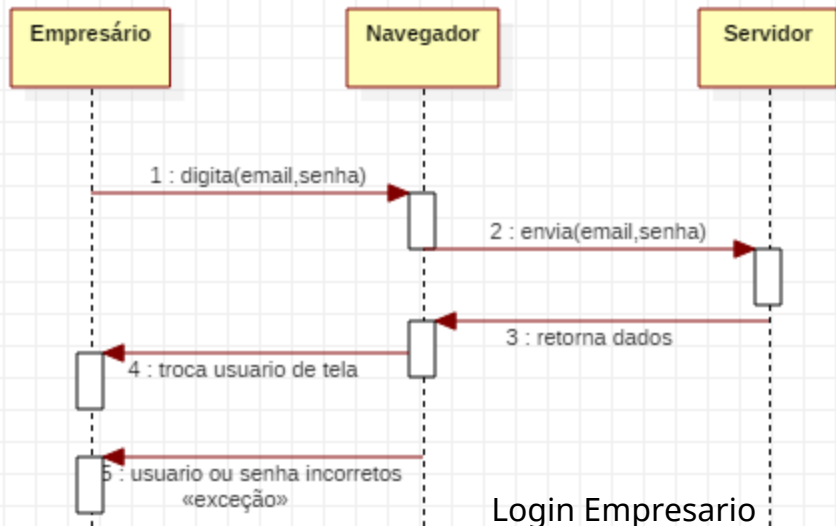 Empresário
Navegador
Servidor
1 : digita(email,senha)
2 : envia(email,senha)
3 : retorna dados
4 : troca usuario de tela
5 : usuario ou senha incorretos
«exceção»
Login Empresario